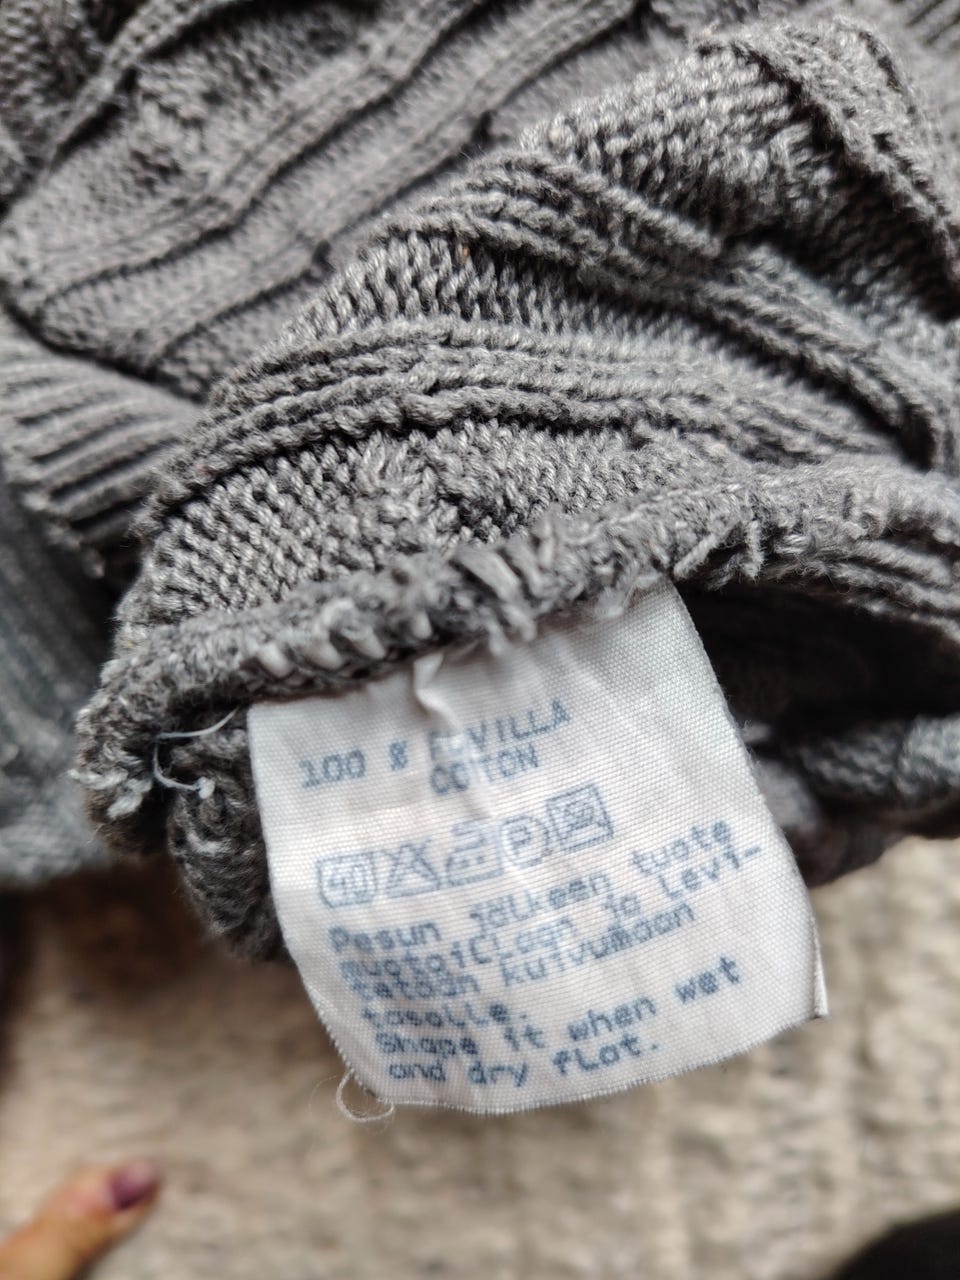 100 % PUUVILLA
COTTON
40 P
Pesun jälkeen tuote
muotoillaan ja levi-
tetään kuivumaan
tasolle.
Shape it when wet
and dry flat.